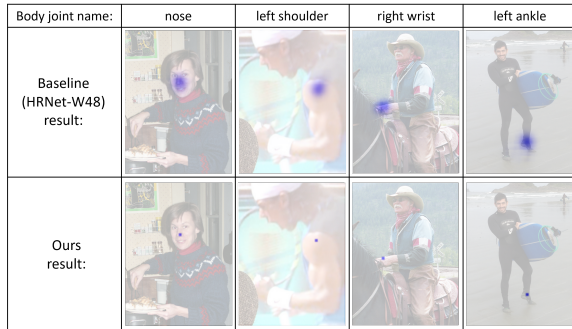 Body joint name: nose left shoulder right wrist left ankle
Baseline
(HRNet-W48)
result:
Ours
result: